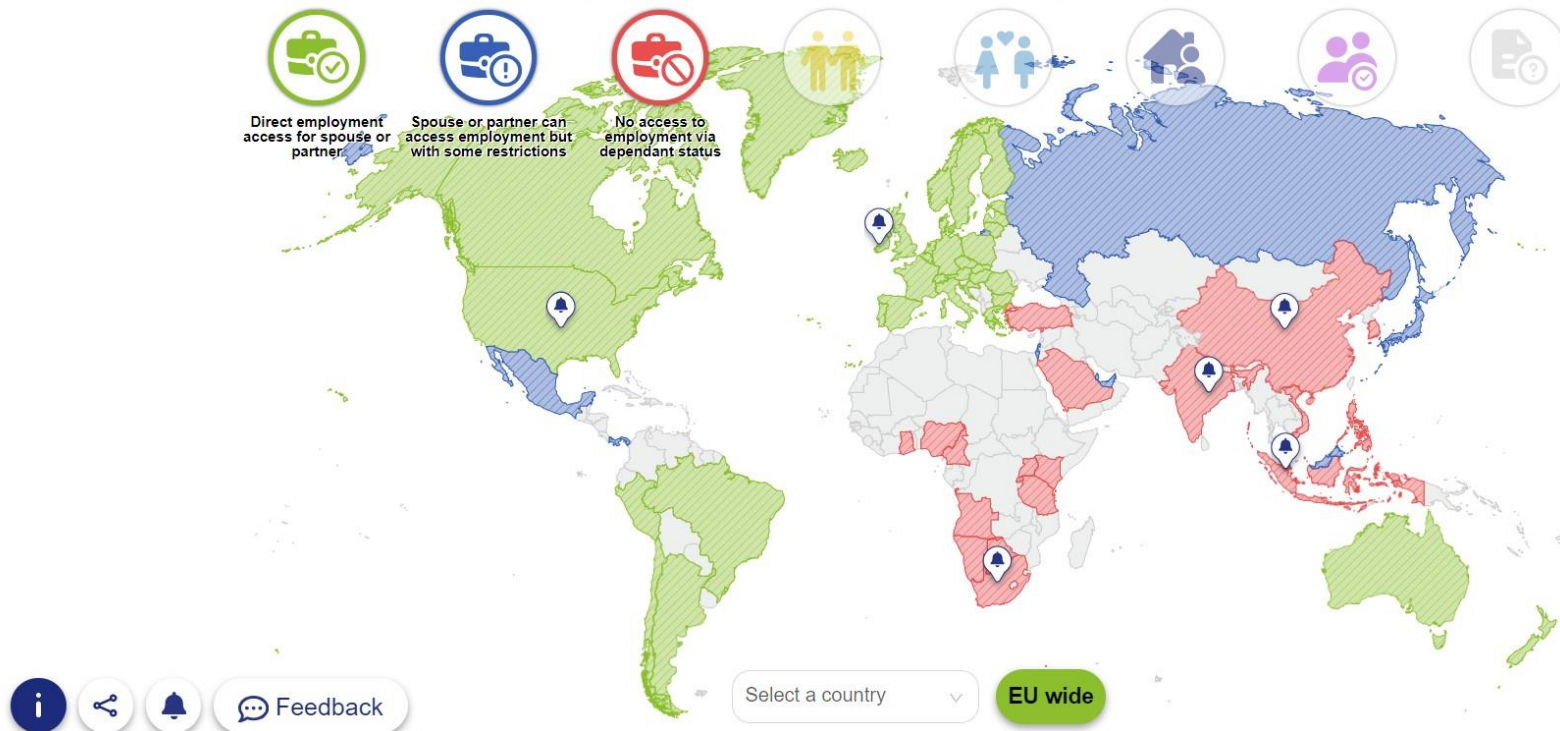 Direct employment
access for spouse or
partner
Spouse or partner can
access employment but
with some restrictions
No access to
employment via
dependant status
i
Feedback
Select a country
EU wide